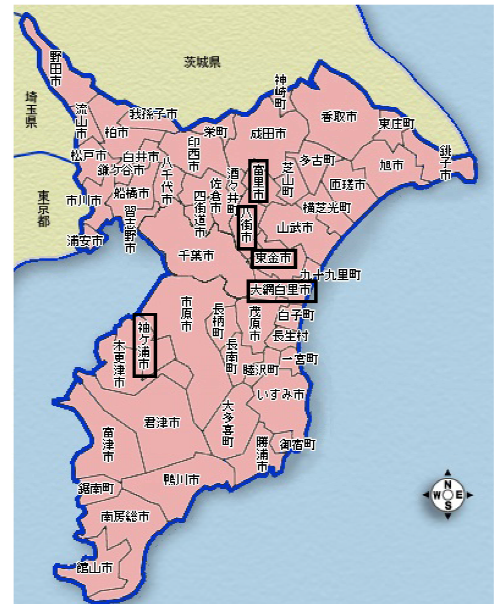 野田市
茨城県
埼玉県
流山市
我孫子市
柏市
神崎町
香取市
東庄町
銚子市
栄町
成田市
印西市
松戸市
白井市
鎌ケ谷市
八千代市
酒々井町
富里市
芝山町
多古町
旭市
匝瑳市
東京都
市川市
船橋市
習志野市
佐倉市
四街道市
八街市
横芝光町
山武市
浦安市
千葉市
東金市
九十九里町
大網白里市
市原市
長柄町
茂原市
白子町
袖ケ浦市
木更津市
長生村
長南町
一宮町
睦沢町
いすみ市
君津市
大多喜町
富津市
勝浦市
御宿町
鴨川市
鋸南町
南房総市
館山市
N
W E
S